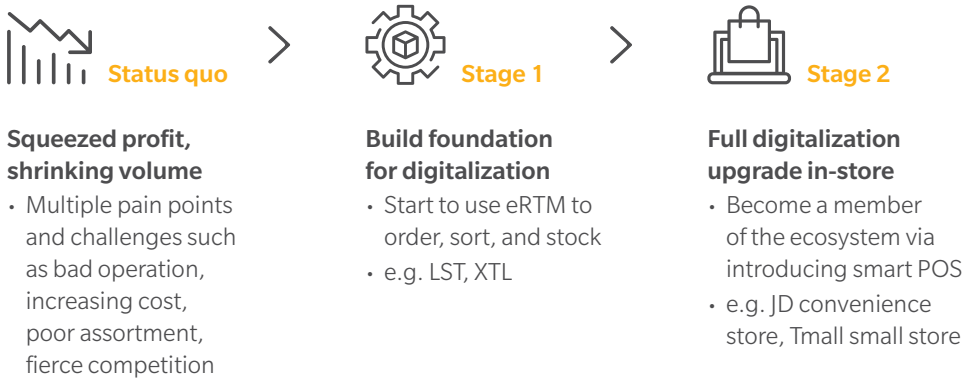 Status quo
Squeezed profit,
shrinking volume
• Multiple pain points
and challenges such
as bad operation,
increasing cost,
poor assortment,
fierce competition
Stage 1
Build foundation
for digitalization
• Start to use eRTM to
order, sort, and stock
• e.g. LST, XTL
Stage 2
Full digitalization
upgrade in-store
• Become a member
of the ecosystem via
introducing smart POS
• e.g. JD convenience
store, Tmall small store